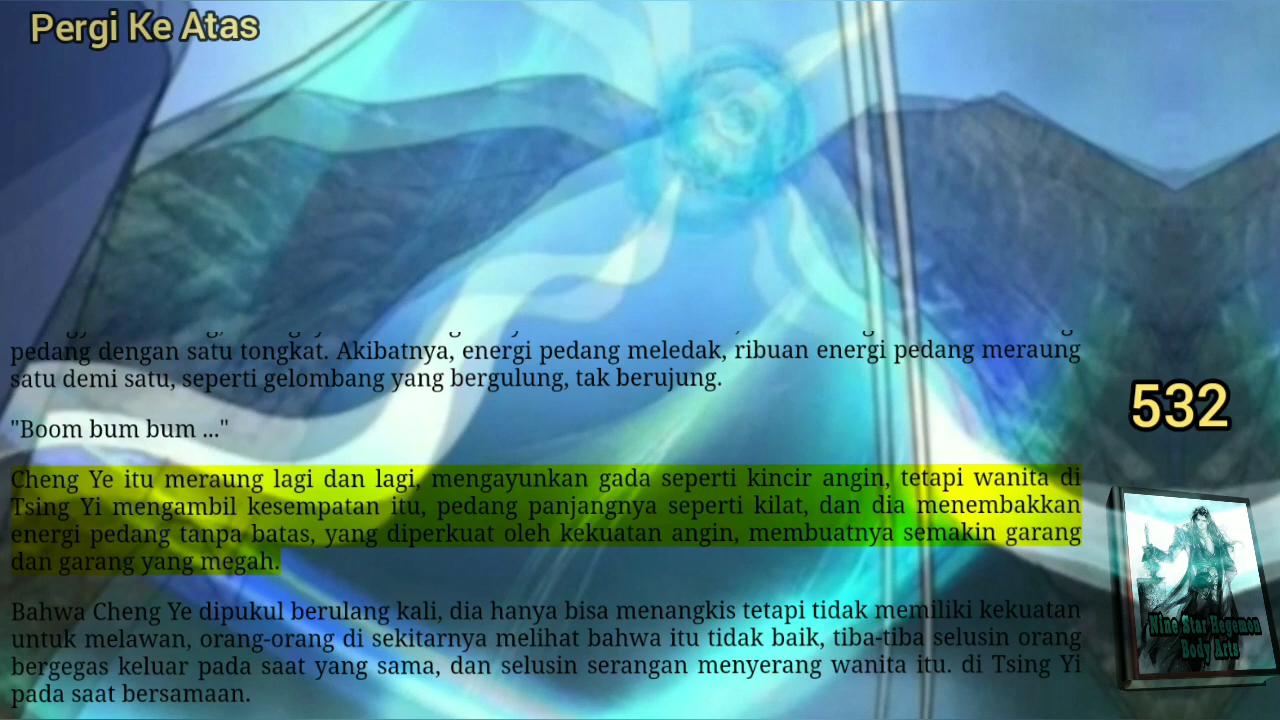 Pergi Ke Atas
pedang dengan satu tongkat. Akibatnya, energi pedang meledak, ribuan energi pedang meraung
satu demi satu, seperti gelombang yang bergulung, tak berujung.
"Boom bum bum ..."
Cheng Ye itu meraung lagi dan lagi, mengayunkan gada seperti kincir angin, tetapi wanita di
Tsing Yi mengambil kesempatan itu, pedang panjangnya seperti kilat, dan dia menembakkan
energi pedang tanpa batas, yang diperkuat oleh kekuatan angin, membuatnya semakin garang
dan garang yang megah.
Bahwa Cheng Ye dipukul berulang kali, dia hanya bisa menangkis tetapi tidak memiliki kekuatan
untuk melawan, orang-orang di sekitarnya melihat bahwa itu tidak baik, tiba-tiba selusin orang
bergegas keluar pada saat yang sama, dan selusin serangan menyerang wanita itu. di Tsing Yi
pada saat bersamaan.
532
Nine Star Hegemon
Body Arts